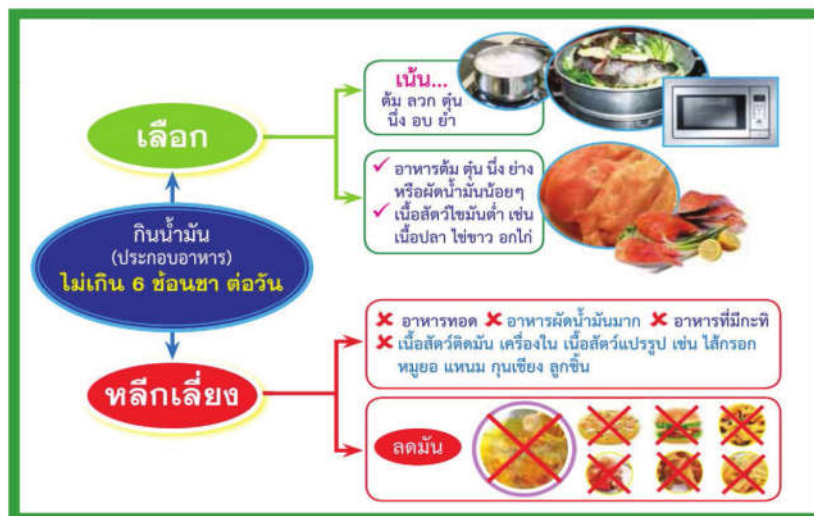 เน้น...
ต้ม ลวก ตุ๋น
นึ่ง อบ ยำ
เลือก
✓ อาหารต้ม ตุ๋น นึ่ง ย่าง
หรือผัดน้ำมันน้อยๆ
✓ เนื้อสัตว์ไขมันต่ำ เช่น
เนื้อปลา ไข่ขาว อกไก่
กินน้ำมัน
(ประกอบอาหาร)
ไม่เกิน 6 ช้อนชา ต่อวัน
หลีกเลี่ยง
✘ อาหารทอด ✘ อาหารผัดน้ำมันมาก ✘ อาหารที่มีกะทิ
✘ เนื้อสัตว์ติดมัน เครื่องใน เนื้อสัตว์แปรรูป เช่น ไส้กรอก
หมูยอ แหนม กุนเชียง ลูกชิ้น
ลดมัน